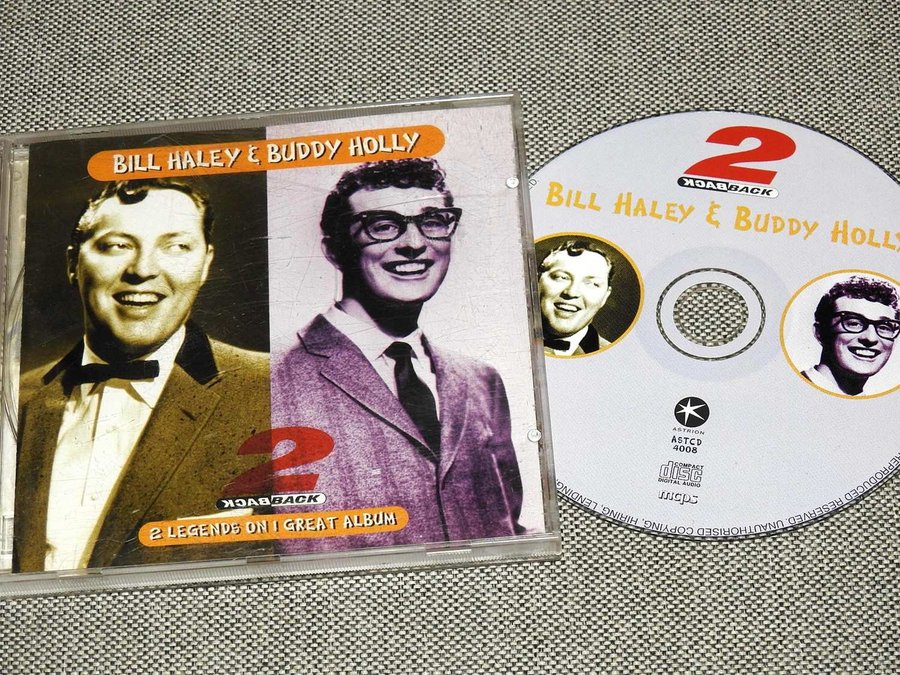 BILL HALEY & BUDDY HOLLY
2
BACK BACK
2 LEGENDS ON 1 GREAT ALBUM
2
BACK BACK
BILL HALEY & BUDDY HOLLY
ASTRION
ASTCD
4008
COMPACT
disc
DIGITAL AUDIO
mcps
REPRODUCED RESERVED. UNAUTHORISED COPYING, HIRING, LENDING